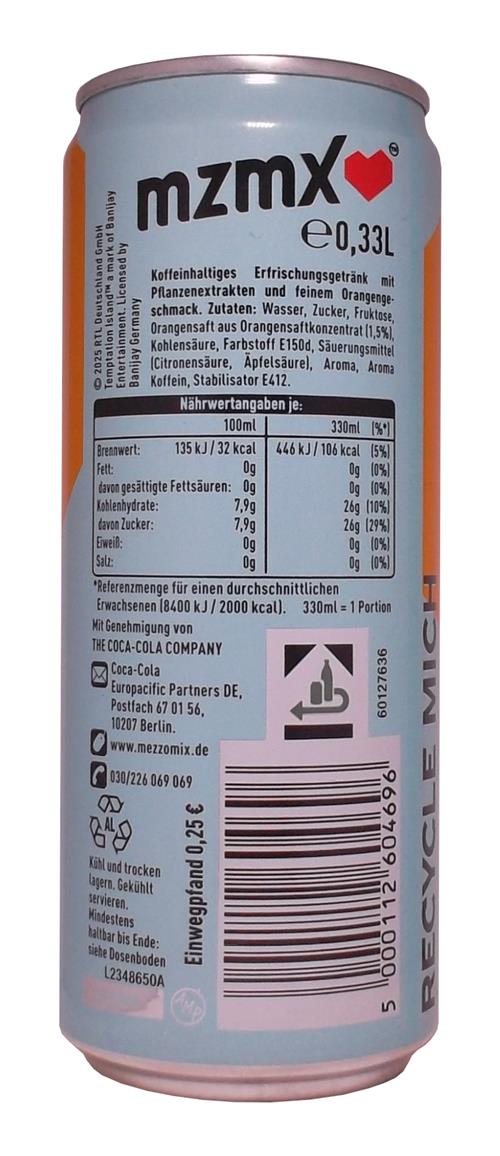 mzmx™
℮0,33L
© 2025 RTL Deutschland GmbH
Temptation Island™ a mark of Banijay
Entertainment. Licensed by
Banijay Germany
Koffeinhaltiges Erfrischungsgetränk mit
Pflanzenextrakten und feinem Orangenge-
schmack. Zutaten: Wasser, Zucker, Fruktose,
Orangensaft aus Orangensaftkonzentrat (1,5%),
Kohlensäure, Farbstoff E150d, Säuerungsmittel
(Citronensäure, Äpfelsäure), Aroma, Aroma
Koffein, Stabilisator E412.
Nährwertangaben je:
100ml 330ml (%*)
Brennwert: 135 kJ / 32 kcal 446 kJ / 106 kcal (5%)
Fett: 0g 0g (0%)
davon gesättigte Fettsäuren: 0g 0g (0%)
Kohlenhydrate: 7,9g 26g (10%)
davon Zucker: 7,9g 26g (29%)
Eiweiß: 0g 0g (0%)
Salz: 0g 0g (0%)
*Referenzmenge für einen durchschnittlichen
Erwachsenen (8400 kJ / 2000 kcal). 330ml = 1 Portion
Mit Genehmigung von
THE COCA-COLA COMPANY
Coca-Cola
Europacific Partners DE,
Postfach 67 01 56,
10207 Berlin.
www.mezzomix.de
030/226 069 069
AL
Kühl und trocken
lagern. Gekühlt
servieren.
Mindestens
haltbar bis Ende:
siehe Dosenboden
L2348650A
Einwegpfand 0,25 €
AMP
60127636
5 000112 604696
RECYCLE MICH